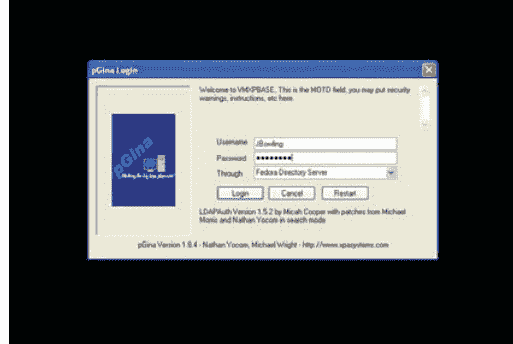 pGina Login
Welcome to VMXPBASE. This is the MOTD field, you may put security
warnings, instructions, etc here.
pGina
Username
JBowling
Password
Through
Fedora Directory Server
Login Cancel Restart
LDAPAuth Version 1.5.2 by Micah Cooper with patches from Michael
Morris and Nathan Yocom in search mode
pGina Version 1.8.4 - Nathan Yocom, Michael Wright - http://www.xpasystems.com